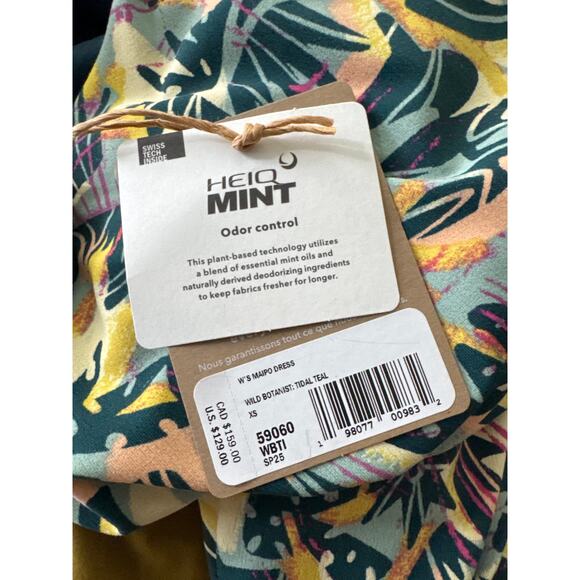 SWISS
TECH
INSIDE
HEIQ
MINT
Odor control
This plant-based technology utilizes
a blend of essential mint oils and
naturally derived deodorizing ingredients
to keep fabrics fresher for longer.
Nous garantissons tout ce que
W'S MAIPO DRESS
WILD BOTANIST: TIDAL TEAL
XS
59060
WBTI
SP25
CAD $159.00
U.S. $129.00
1 98077 00983 2